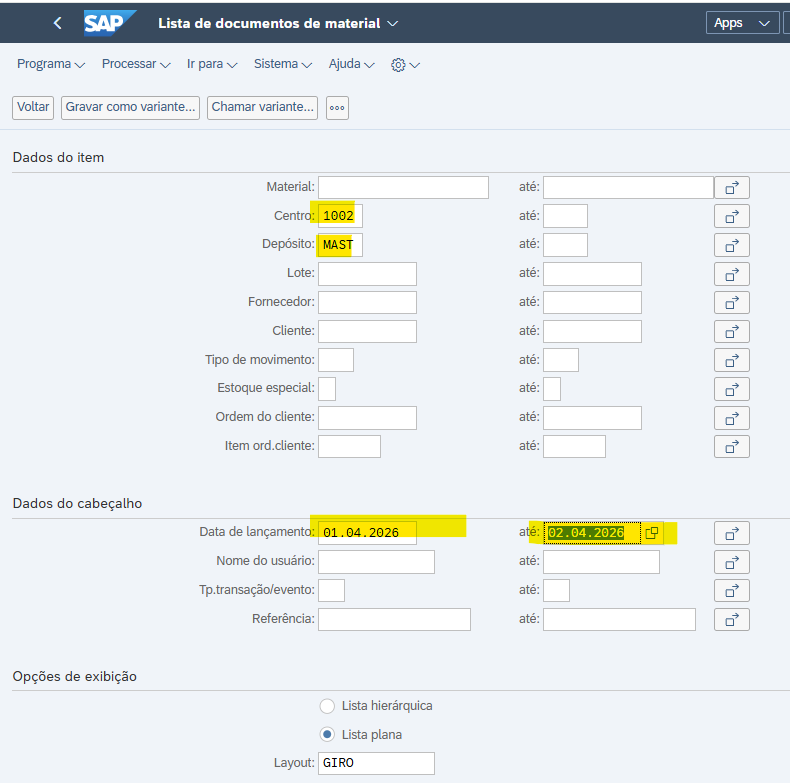 SAP Lista de documentos de material Apps
Programa Processar Ir para Sistema Ajuda
Voltar Gravar como variante... Chamar variante...
Dados do item
Material: até:
Centro: 1002 até:
Depósito: MAST até:
Lote: até:
Fornecedor: até:
Cliente: até:
Tipo de movimento: até:
Estoque especial: até:
Ordem do cliente: até:
Item ord.cliente: até:
Dados do cabeçalho
Data de lançamento: 01.04.2026 até: 02.04.2026
Nome do usuário: até:
Tp.transação/evento: até:
Referência: até:
Opções de exibição
Lista hierárquica
Lista plana
Layout: GIRO